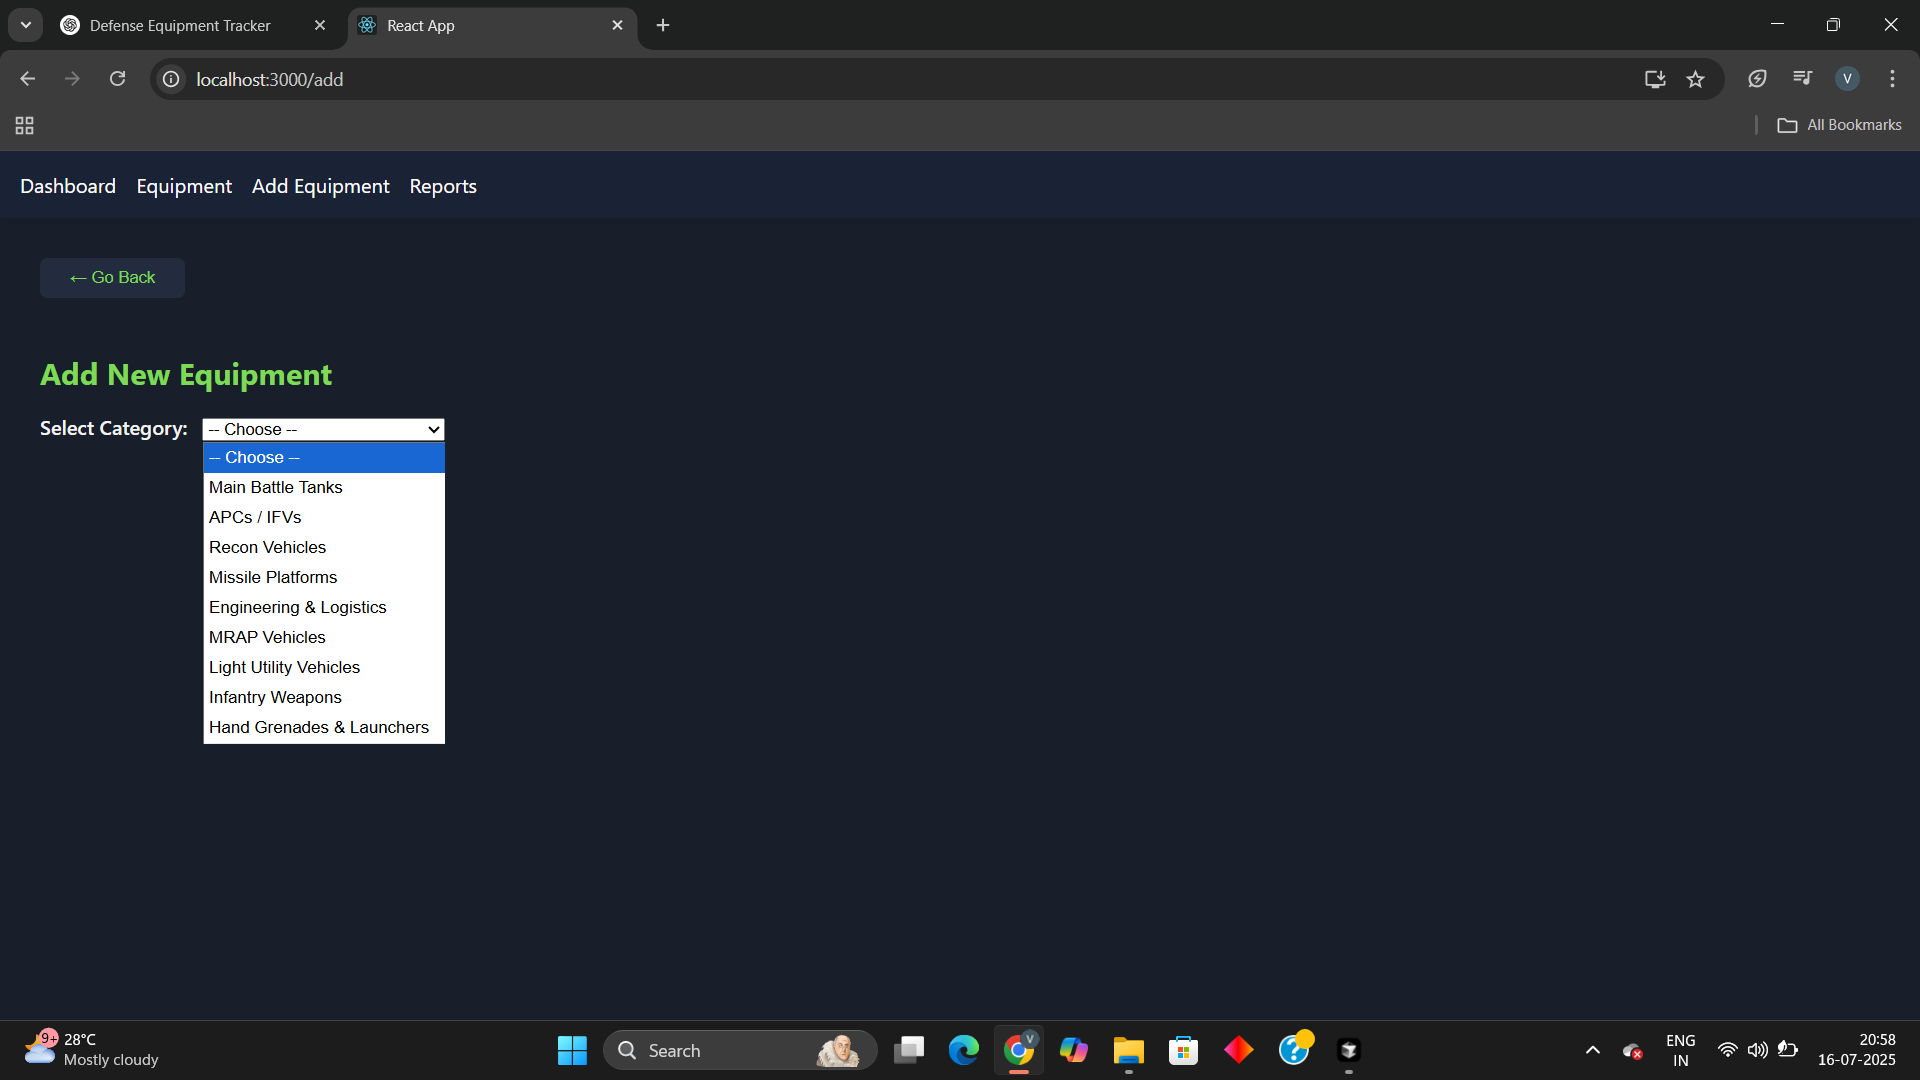 Defense Equipment Tracker
React App
localhost:3000/add
V
All Bookmarks
Dashboard Equipment Add Equipment Reports
← Go Back
Add New Equipment
Select Category: -- Choose --
-- Choose --
Main Battle Tanks
APCs / IFVs
Recon Vehicles
Missile Platforms
Engineering & Logistics
MRAP Vehicles
Light Utility Vehicles
Infantry Weapons
Hand Grenades & Launchers
9+
28°C
Mostly cloudy
Search
V
ENG
IN
20:58
16-07-2025